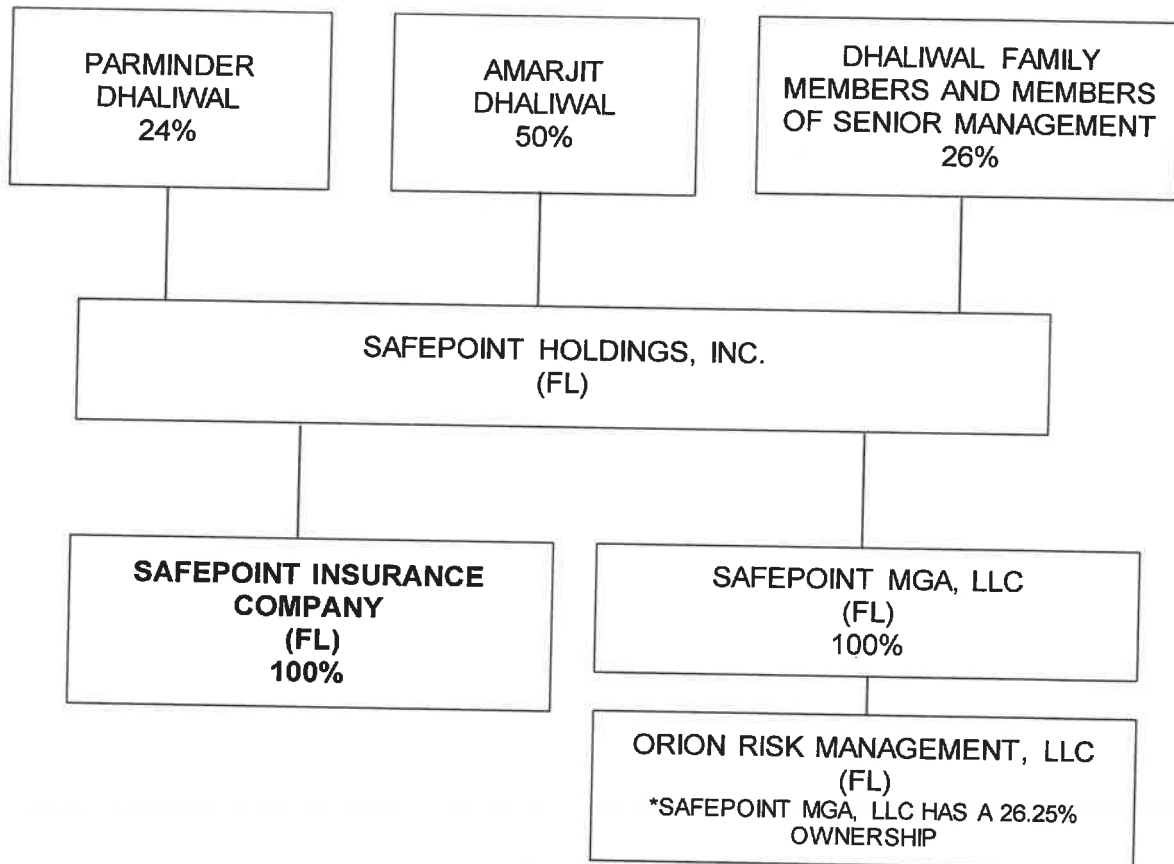 PARMINDER
DHALIWAL
24%
AMARJIT
DHALIWAL
50%
DHALIWAL FAMILY
MEMBERS AND MEMBERS
OF SENIOR MANAGEMENT
26%
SAFEPOINT HOLDINGS, INC.
(FL)
SAFEPOINT INSURANCE
COMPANY
(FL)
100%
SAFEPOINT MGA, LLC
(FL)
100%
ORION RISK MANAGEMENT, LLC
(FL)
*SAFEPOINT MGA, LLC HAS A 26.25%
OWNERSHIP